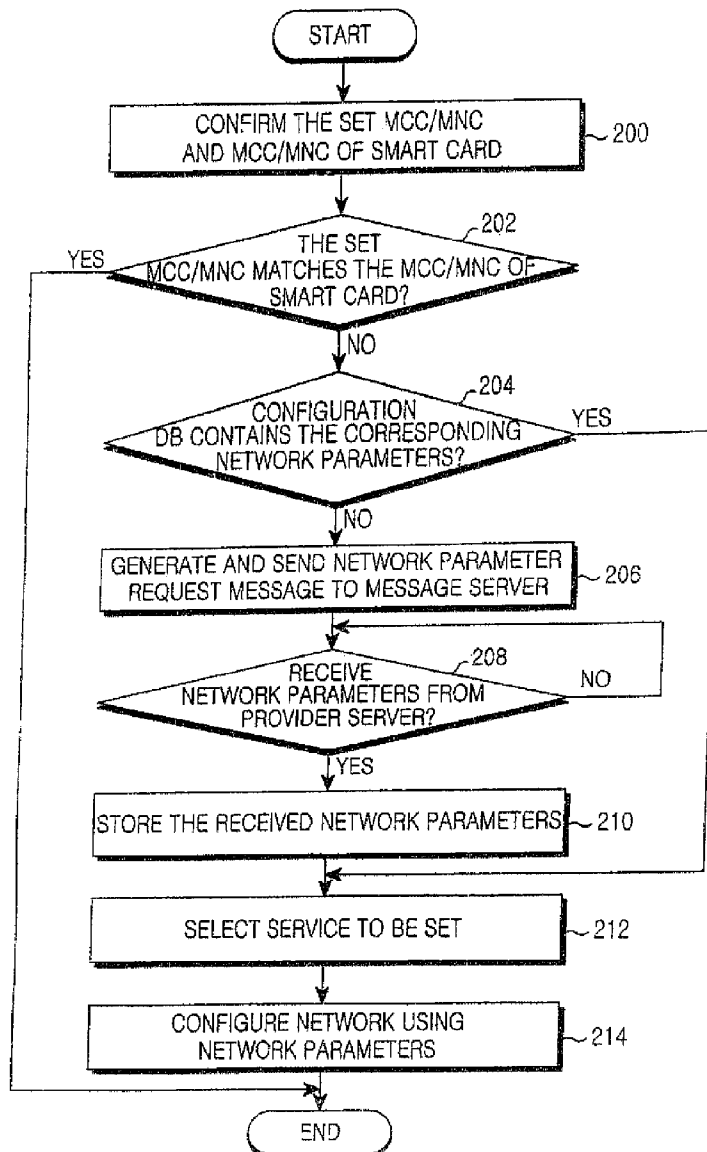 START
CONFIRM THE SET MCC/MNC
AND MCC/MNC OF SMART CARD
200
202
THE SET
MCC/MNC MATCHES THE MCC/MNC OF
SMART CARD?
YES
NO
204
CONFIGURATION
DB CONTAINS THE CORRESPONDING
NETWORK PARAMETERS?
YES
NO
GENERATE AND SEND NETWORK PARAMETER
REQUEST MESSAGE TO MESSAGE SERVER
206
208
RECEIVE
NETWORK PARAMETERS FROM
PROVIDER SERVER?
NO
YES
STORE THE RECEIVED NETWORK PARAMETERS
210
SELECT SERVICE TO BE SET
212
CONFIGURE NETWORK USING
NETWORK PARAMETERS
214
END